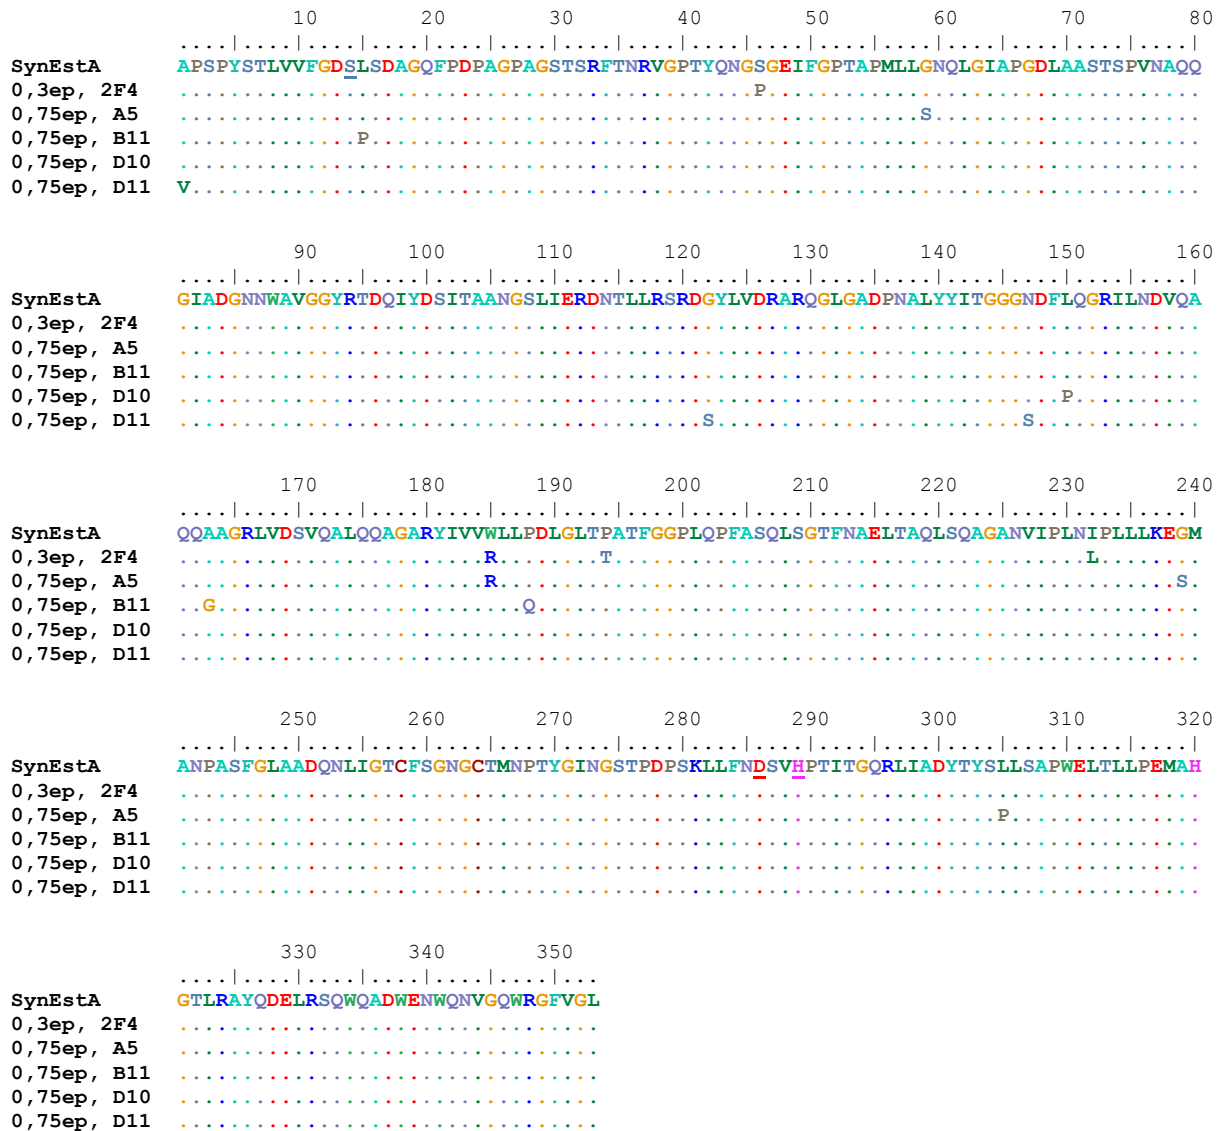 10 20 30 40 50 60 70 80
....|....|....|....|....|....|....|....|....|....|....|....|....|....|....|....|
SynEstA APSPYSTLVVFGDSLSDAGQFPDPAGPAGSTSRFTNRVGPTYQNGSGEIFGPTAPMLLGNQLGIAPGDLAASTSPVNAQQ
0,3ep, 2F4 .............................................P..................................
0,75ep, A5 ..........................................................S.....................
0,75ep, B11 ..............P.................................................................
0,75ep, D10 ................................................................................
0,75ep, D11 V...............................................................................
90 100 110 120 130 140 150 160
....|....|....|....|....|....|....|....|....|....|....|....|....|....|....|....|
SynEstA GIADGNNWAVGGYRTDQIYDSITAANGSLIERDNTLLRSRDGYLVDRARQGLGADPNALYYITGGGNDFLQGRILNDVQA
0,3ep, 2F4 ................................................................................
0,75ep, A5 ................................................................................
0,75ep, B11 ................................................................................
0,75ep, D10 .....................................................................P..........
0,75ep, D11 .........................................S........................S.............
170 180 190 200 210 220 230 240
....|....|....|....|....|....|....|....|....|....|....|....|....|....|....|....|
SynEstA QQAAGRLVDSVQALQQAGARYIVVWLLPDLGLTPATFGGPLQPFASQLSGTFNAELTAQLSQAGANVIPLNIPLLLKEGM
0,3ep, 2F4 ........................R........T.....................................L........
0,75ep, A5 ........................R.....................................................S.
0,75ep, B11 ..G........................Q....................................................
0,75ep, D10 ................................................................................
0,75ep, D11 ................................................................................
250 260 270 280 290 300 310 320
....|....|....|....|....|....|....|....|....|....|....|....|....|....|....|....|
SynEstA ANPASFGLAADQNLIGTCFSGNGCTMNPTYGINGSTPDPSKLLFNDSVHPTITGQRLIADYTYSLLSAPWELTLLPEMAH
0,3ep, 2F4 ................................................................................
0,75ep, A5 ................................................................P...............
0,75ep, B11 ................................................................................
0,75ep, D10 ................................................................................
0,75ep, D11 ................................................................................
330 340 350
....|....|....|....|....|....|...
SynEstA GTLRAYQDELRSQWQADWENWQNVGQWRGFVGL
0,3ep, 2F4 .................................
0,75ep, A5 .................................
0,75ep, B11 .................................
0,75ep, D10 .................................
0,75ep, D11 .................................